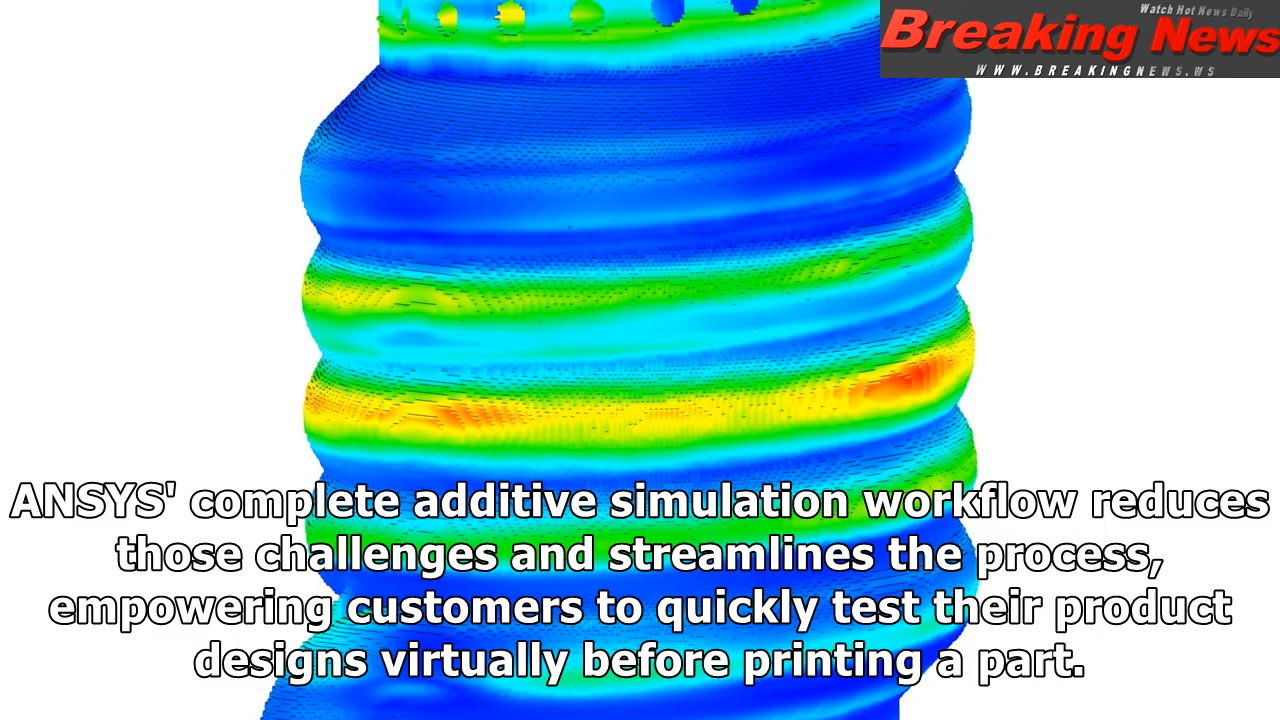 Watch Hot News Daily
Breaking News
WWW.BREAKINGNEWS.WS
ANSYS' complete additive simulation workflow reduces
those challenges and streamlines the process,
empowering customers to quickly test their product
designs virtually before printing a part.